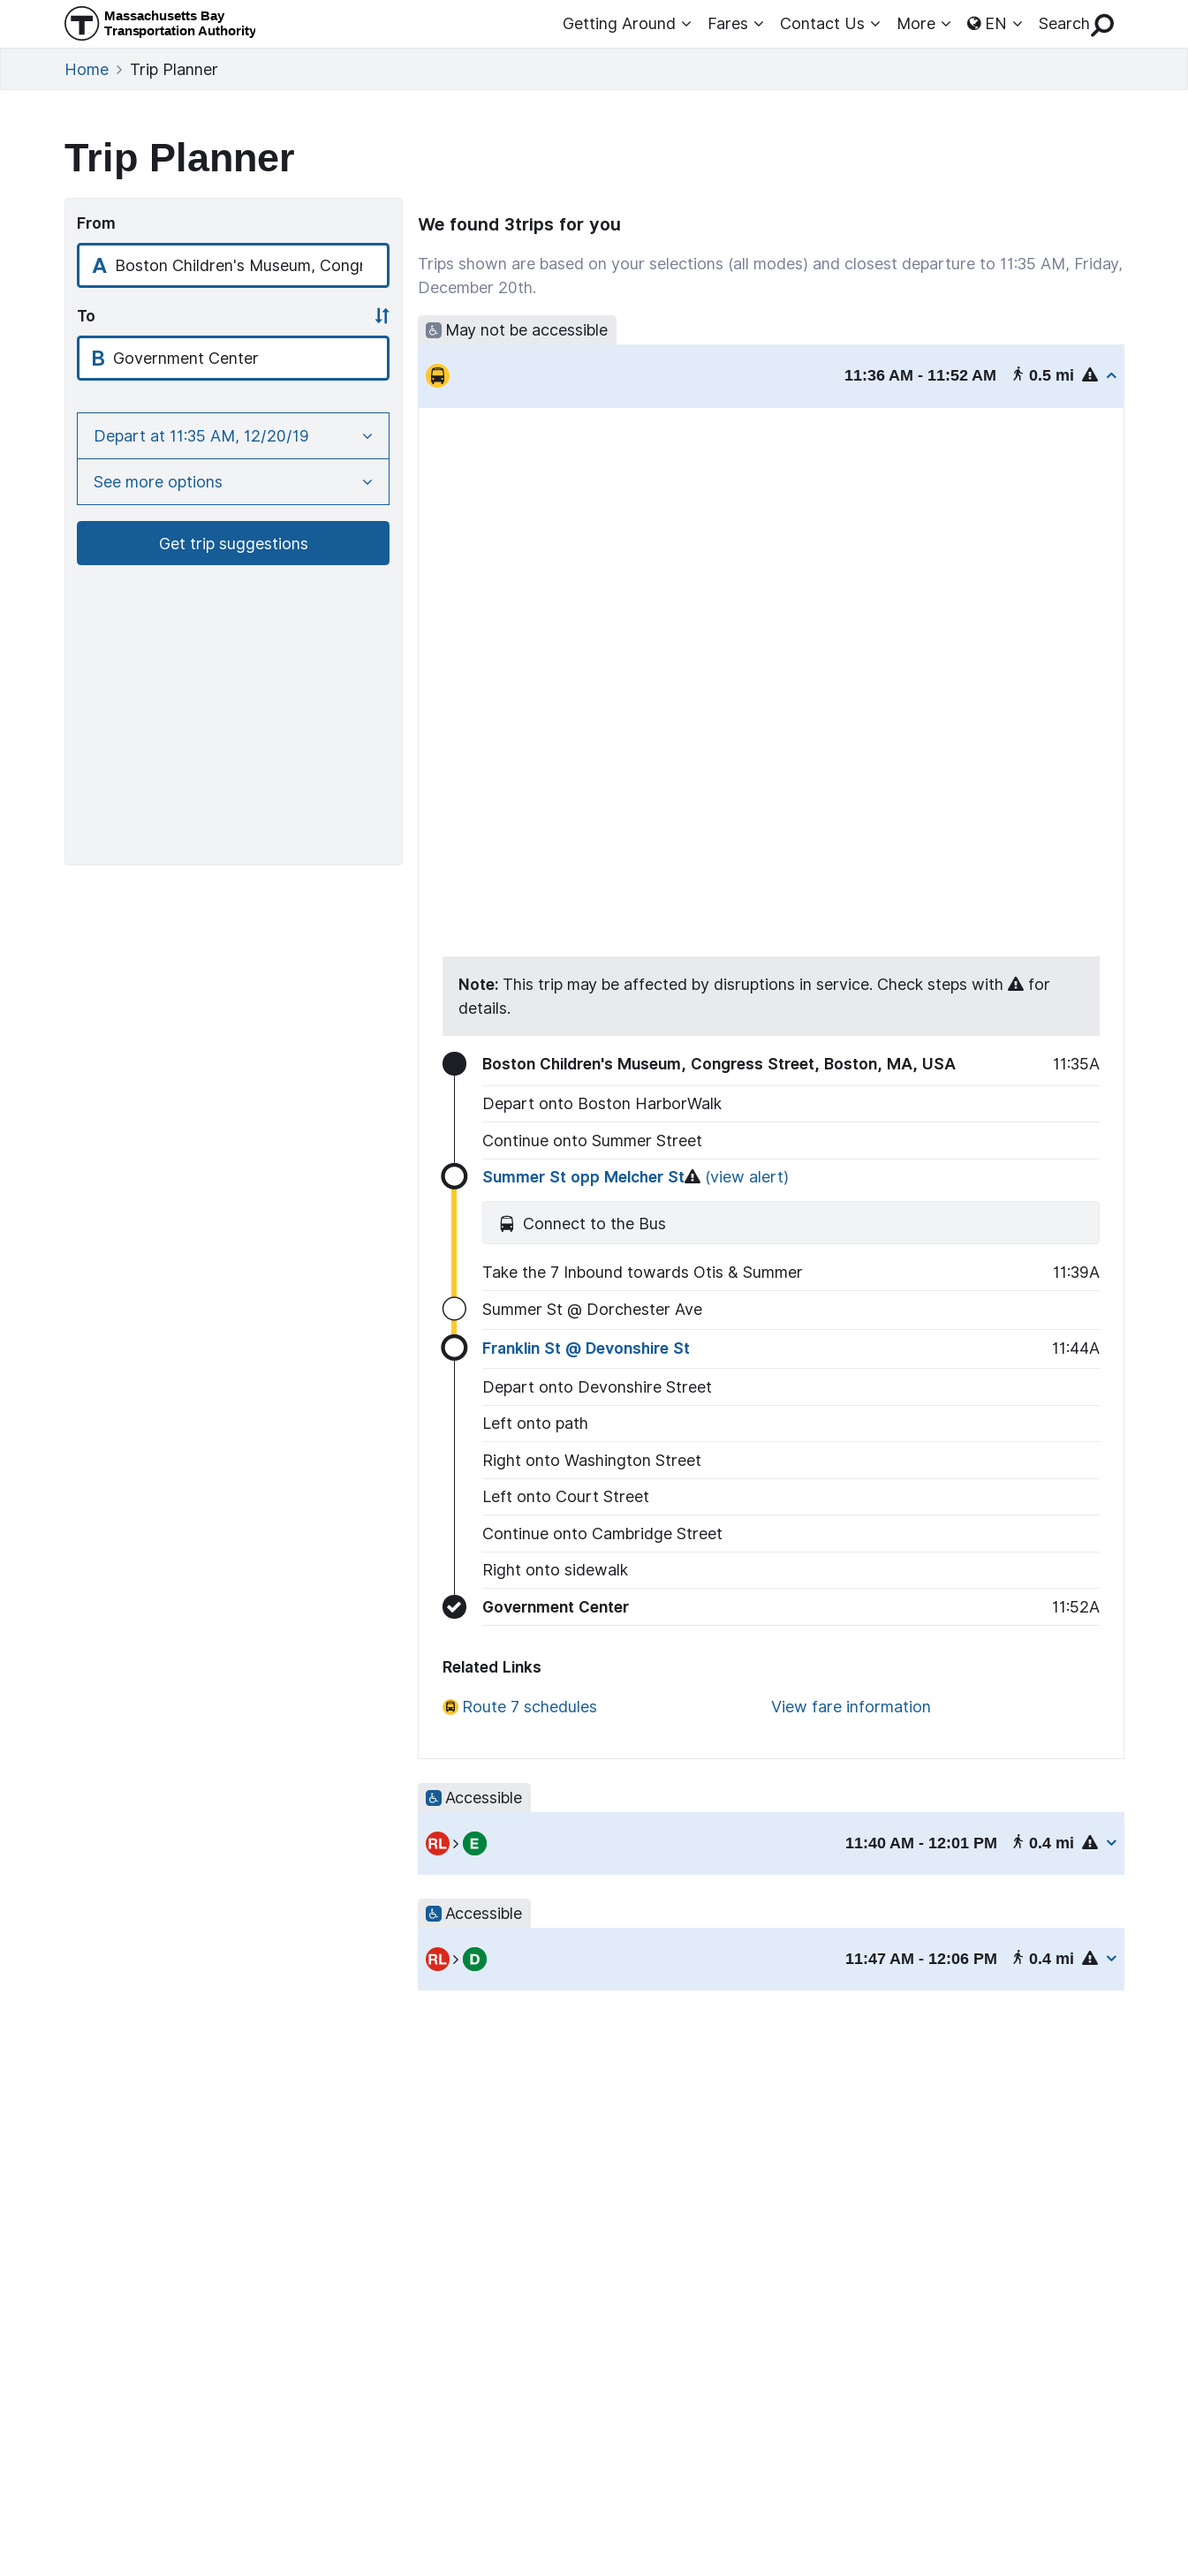 Massachusetts Bay
Transportation Authority
Getting Around Fares Contact Us More EN Search
Home Trip Planner
Trip Planner
From
A Boston Children's Museum, Congr
To
B Government Center
Depart at 11:35 AM, 12/20/19
See more options
Get trip suggestions
We found 3trips for you
Trips shown are based on your selections (all modes) and closest departure to 11:35 AM, Friday,
December 20th.
May not be accessible
11:36 AM - 11:52 AM 0.5 mi
Note: This trip may be affected by disruptions in service. Check steps with for
details.
Boston Children's Museum, Congress Street, Boston, MA, USA 11:35A
Depart onto Boston HarborWalk
Continue onto Summer Street
Summer St opp Melcher St (view alert)
Connect to the Bus
Take the 7 Inbound towards Otis & Summer 11:39A
Summer St @ Dorchester Ave
Franklin St @ Devonshire St 11:44A
Depart onto Devonshire Street
Left onto path
Right onto Washington Street
Left onto Court Street
Continue onto Cambridge Street
Right onto sidewalk
Government Center 11:52A
Related Links
Route 7 schedules View fare information
Accessible
RL > E 11:40 AM - 12:01 PM 0.4 mi
Accessible
RL > D 11:47 AM - 12:06 PM 0.4 mi